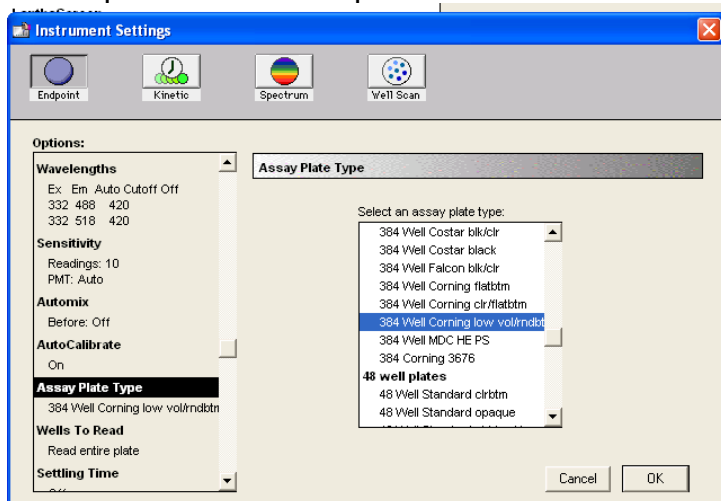 Instrument Settings
Endpoint
Kinetic
Spectrum
Well Scan
Options:
Wavelengths
Ex Em Auto Cutoff Off
332 488 420
332 518 420
Sensitivity
Readings: 10
PMT: Auto
Automix
Before: Off
AutoCalibrate
On
Assay Plate Type
384 Well Corning low vol/rndbtn
Wells To Read
Read entire plate
Settling Time
Assay Plate Type
Select an assay plate type:
384 Well Costar blk/clr
384 Well Costar black
384 Well Falcon blk/clr
384 Well Corning flatbtm
384 Well Corning clr/flatbtm
384 Well Corning low vol/rndbt
384 Well MDC HE PS
384 Corning 3676
48 well plates
48 Well Standard clrbtm
48 Well Standard opaque
Cancel
OK